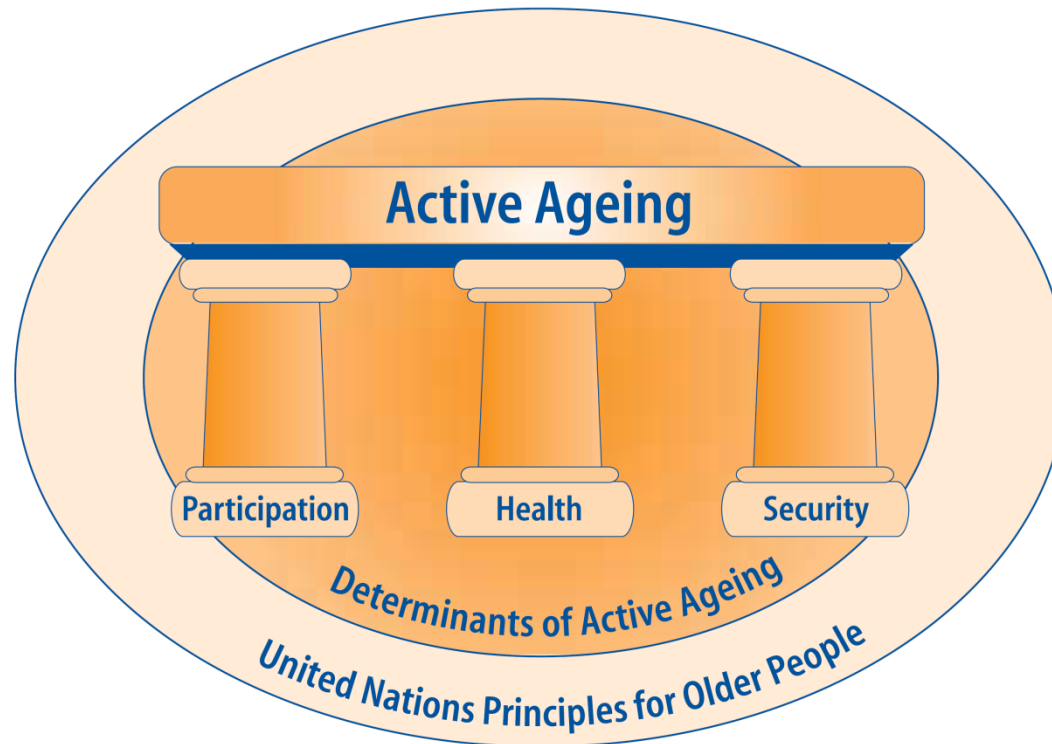 Active Ageing
Participation
Health
Security
Determinants of Active Ageing
United Nations Principles for Older People